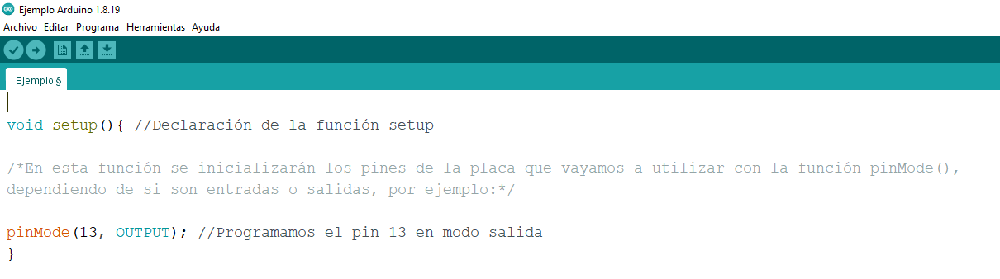 Ejemplo Arduino 1.8.19
Archivo Editar Programa Herramientas Ayuda
Ejemplo §
void setup(){ //Declaración de la función setup
/*En esta función se inicializarán los pines de la placa que vayamos a utilizar con la función pinMode(),
dependiendo de si son entradas o salidas, por ejemplo:*/
pinMode(13, OUTPUT); //Programamos el pin 13 en modo salida
}